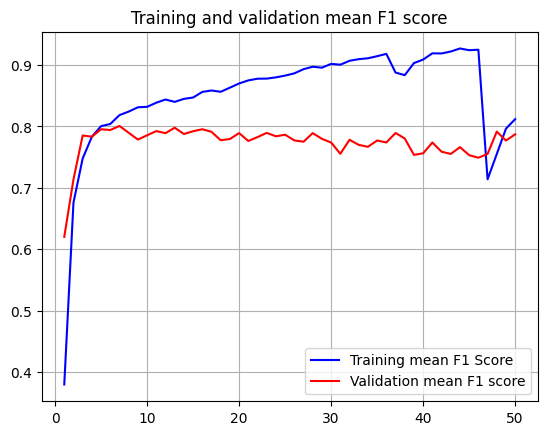 Training and validation mean F1 score
0.9
0.8
0.7
0.6
0.5
0.4
Training mean F1 Score
Validation mean F1 score
0 10 20 30 40 50